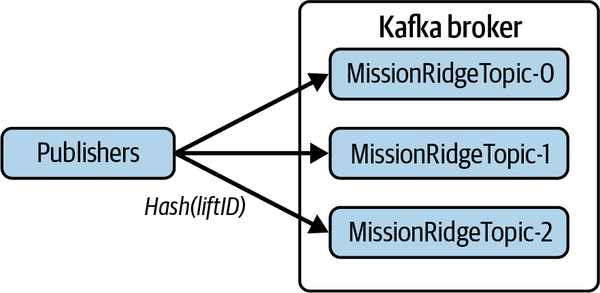 Kafka broker
MissionRidgeTopic-0
Publishers
MissionRidgeTopic-1
Hash(liftID)
MissionRidgeTopic-2